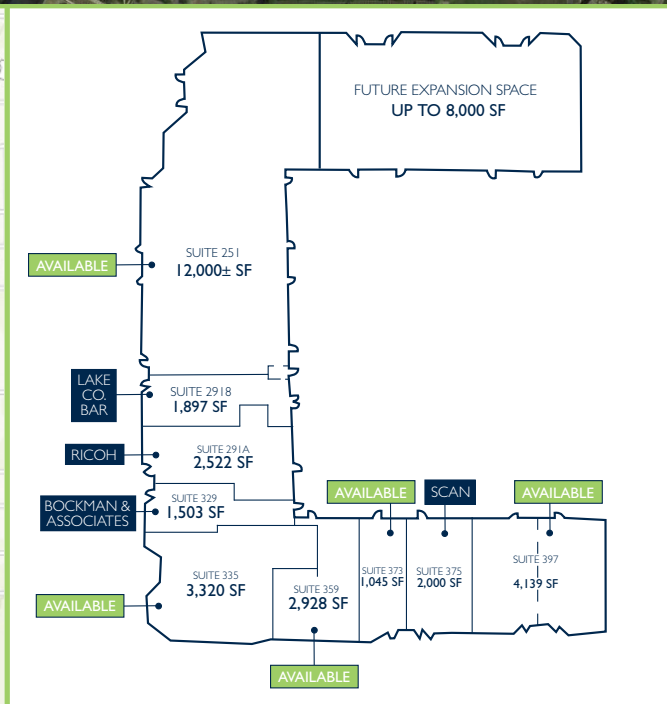 FUTURE EXPANSION SPACE
UP TO 8,000 SF
SUITE 251
12,000± SF
AVAILABLE
LAKE
CO.
BAR
SUITE 2918
1,897 SF
RICOH
SUITE 291A
2,522 SF
BOCKMAN &
ASSOCIATES
SUITE 329
1,503 SF
AVAILABLE
SCAN
AVAILABLE
SUITE 335
3,320 SF
SUITE 359
2,928 SF
SUITE 373
1,045 SF
SUITE 375
2,000 SF
SUITE 397
4,139 SF
AVAILABLE
AVAILABLE